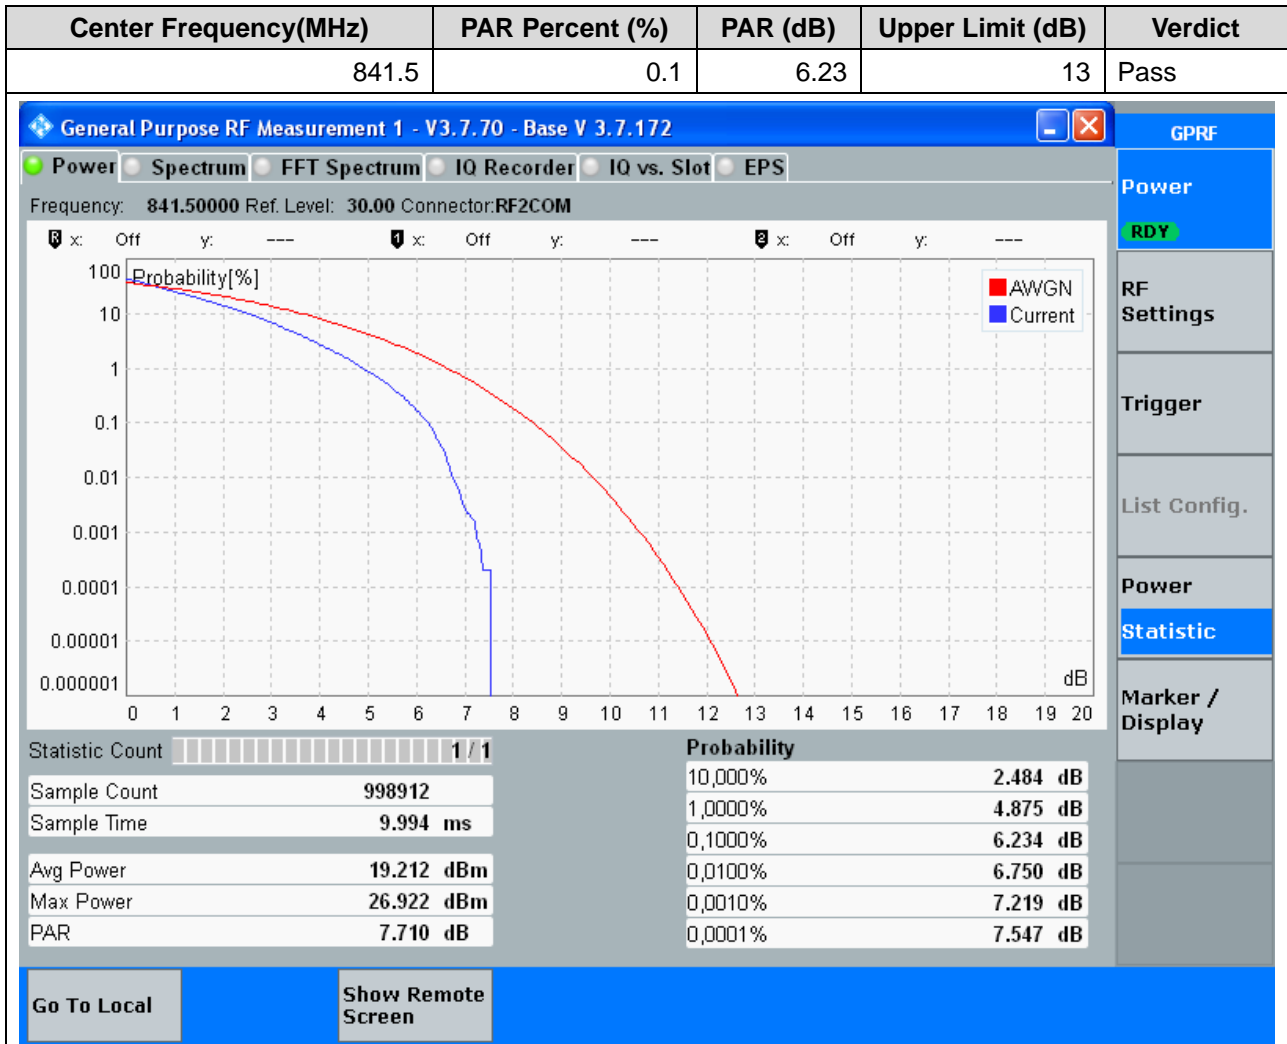 Center Frequency(MHz) PAR Percent (%) PAR (dB) Upper Limit (dB) Verdict
841.5 0.1 6.23 13 Pass
General Purpose RF Measurement 1 - V3.7.70 - Base V 3.7.172
GPRF
Power Spectrum FFT Spectrum IQ Recorder IQ vs. Slot EPS
Power
RDY
Frequency: 841.50000 Ref. Level: 30.00 Connector:RF2COM
R x: Off y: --- 1 x: Off y: --- 2 x: Off y: ---
Probability[%]
AWGN
Current
100
10
1
0.1
0.01
0.001
0.0001
0.00001
0.000001
dB
0 1 2 3 4 5 6 7 8 9 10 11 12 13 14 15 16 17 18 19 20
RF
Settings
Trigger
List Config.
Power
Statistic
Marker /
Display
Statistic Count 1 / 1
Sample Count 998912
Sample Time 9.994 ms
Avg Power 19.212 dBm
Max Power 26.922 dBm
PAR 7.710 dB
Probability
10,000% 2.484 dB
1,0000% 4.875 dB
0,1000% 6.234 dB
0,0100% 6.750 dB
0,0010% 7.219 dB
0,0001% 7.547 dB
Go To Local
Show Remote
Screen